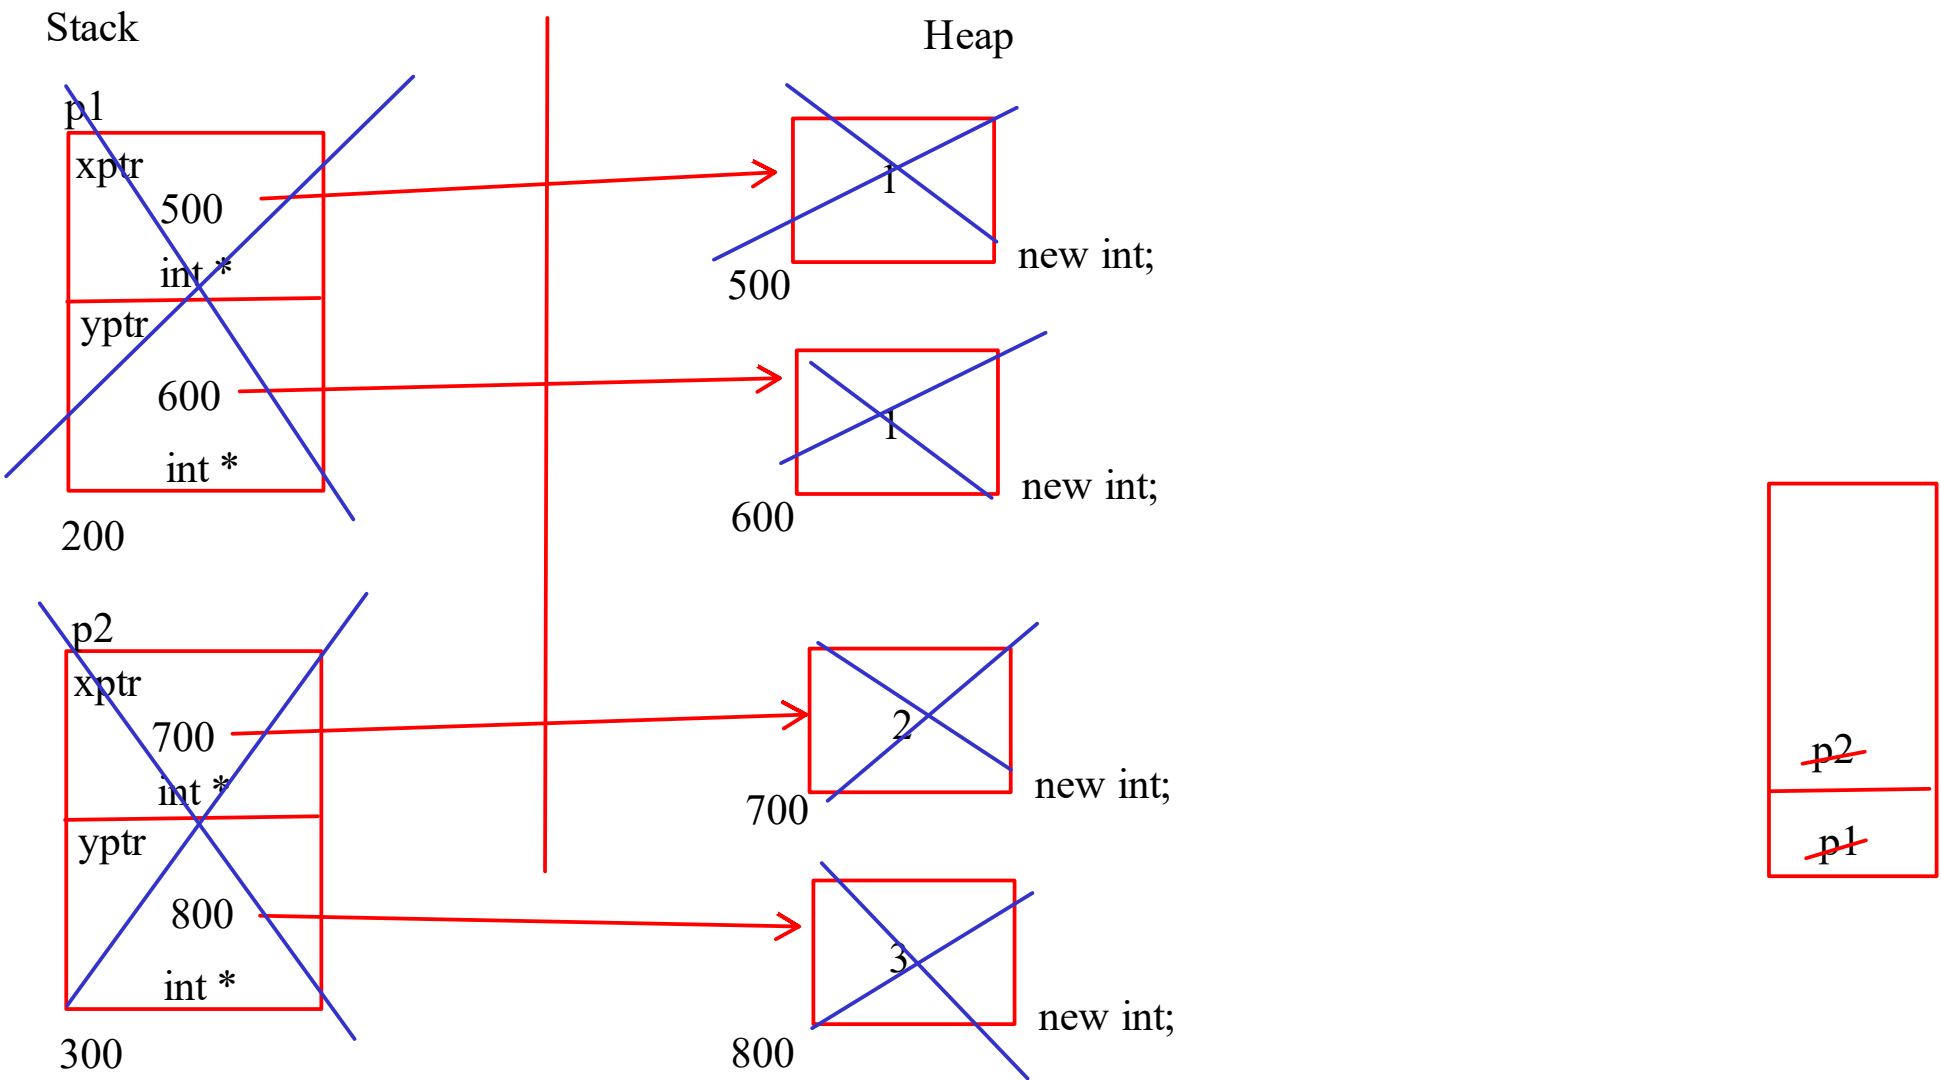 Stack
Heap
p1
xptr
500
int *
yptr
600
int *
200
1
500
new int;
1
600
new int;
p2
xptr
700
int *
yptr
800
int *
300
2
700
new int;
3
800
new int;
p2
p1